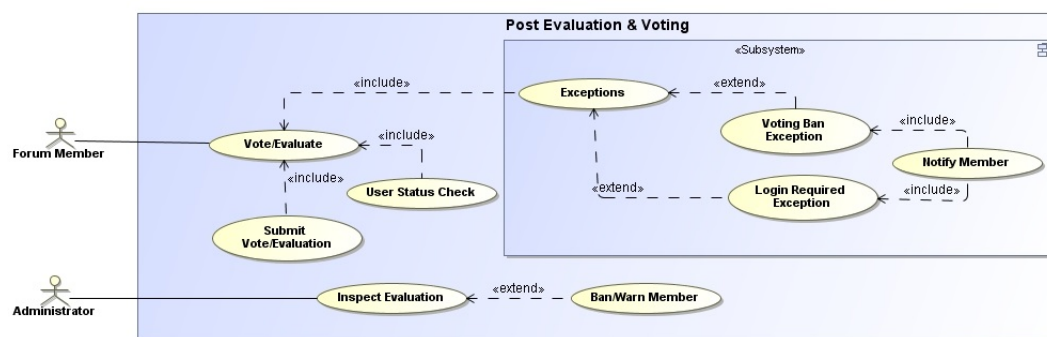 Post Evaluation & Voting
«Subsystem»
«include»
Exceptions
«extend»
Voting Ban
Exception
«include»
Forum Member
Vote/Evaluate
«include»
Notify Member
User Status Check
«include»
«extend»
Login Required
Exception
«include»
Submit
Vote/Evaluation
Administrator
Inspect Evaluation
«extend»
Ban/Warn Member